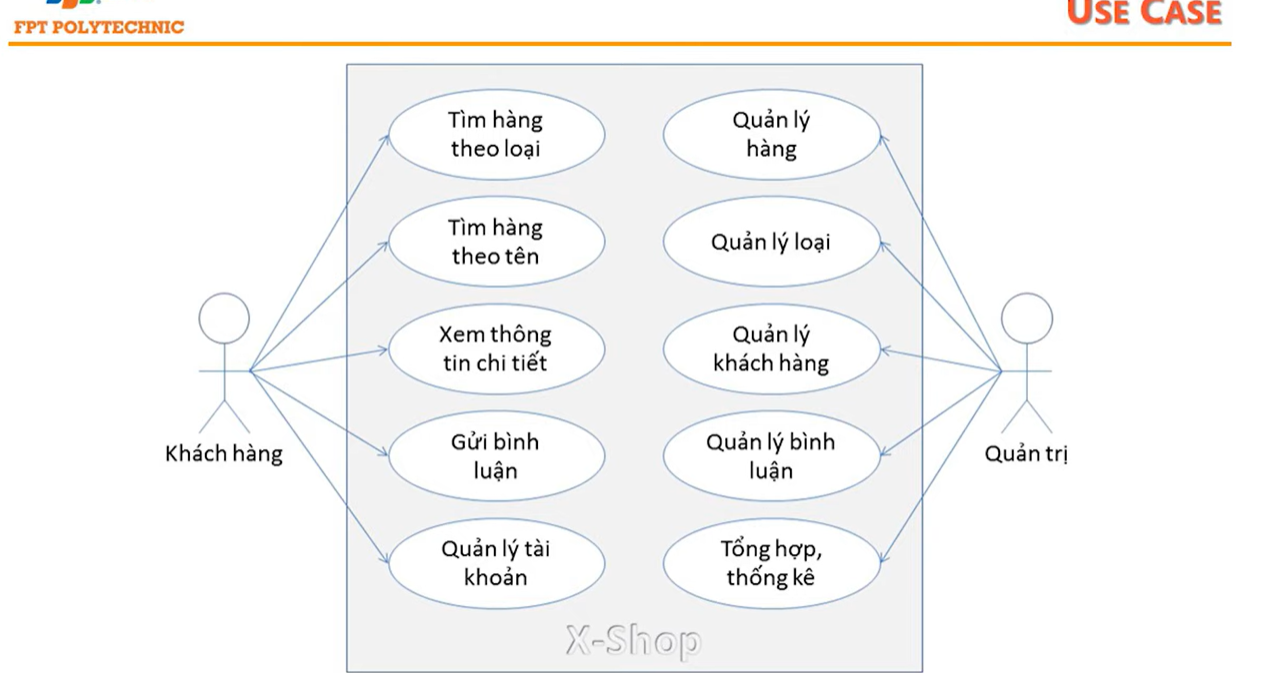 FPT POLYTECHNIC
USE CASE
Tìm hàng
theo loại
Quản lý
hàng
Tìm hàng
theo tên
Quản lý loại
Xem thông
tin chi tiết
Quản lý
khách hàng
Gửi bình
luận
Quản lý bình
luận
Khách hàng
Quản trị
Quản lý tài
khoản
Tổng hợp,
thống kê
X-Shop